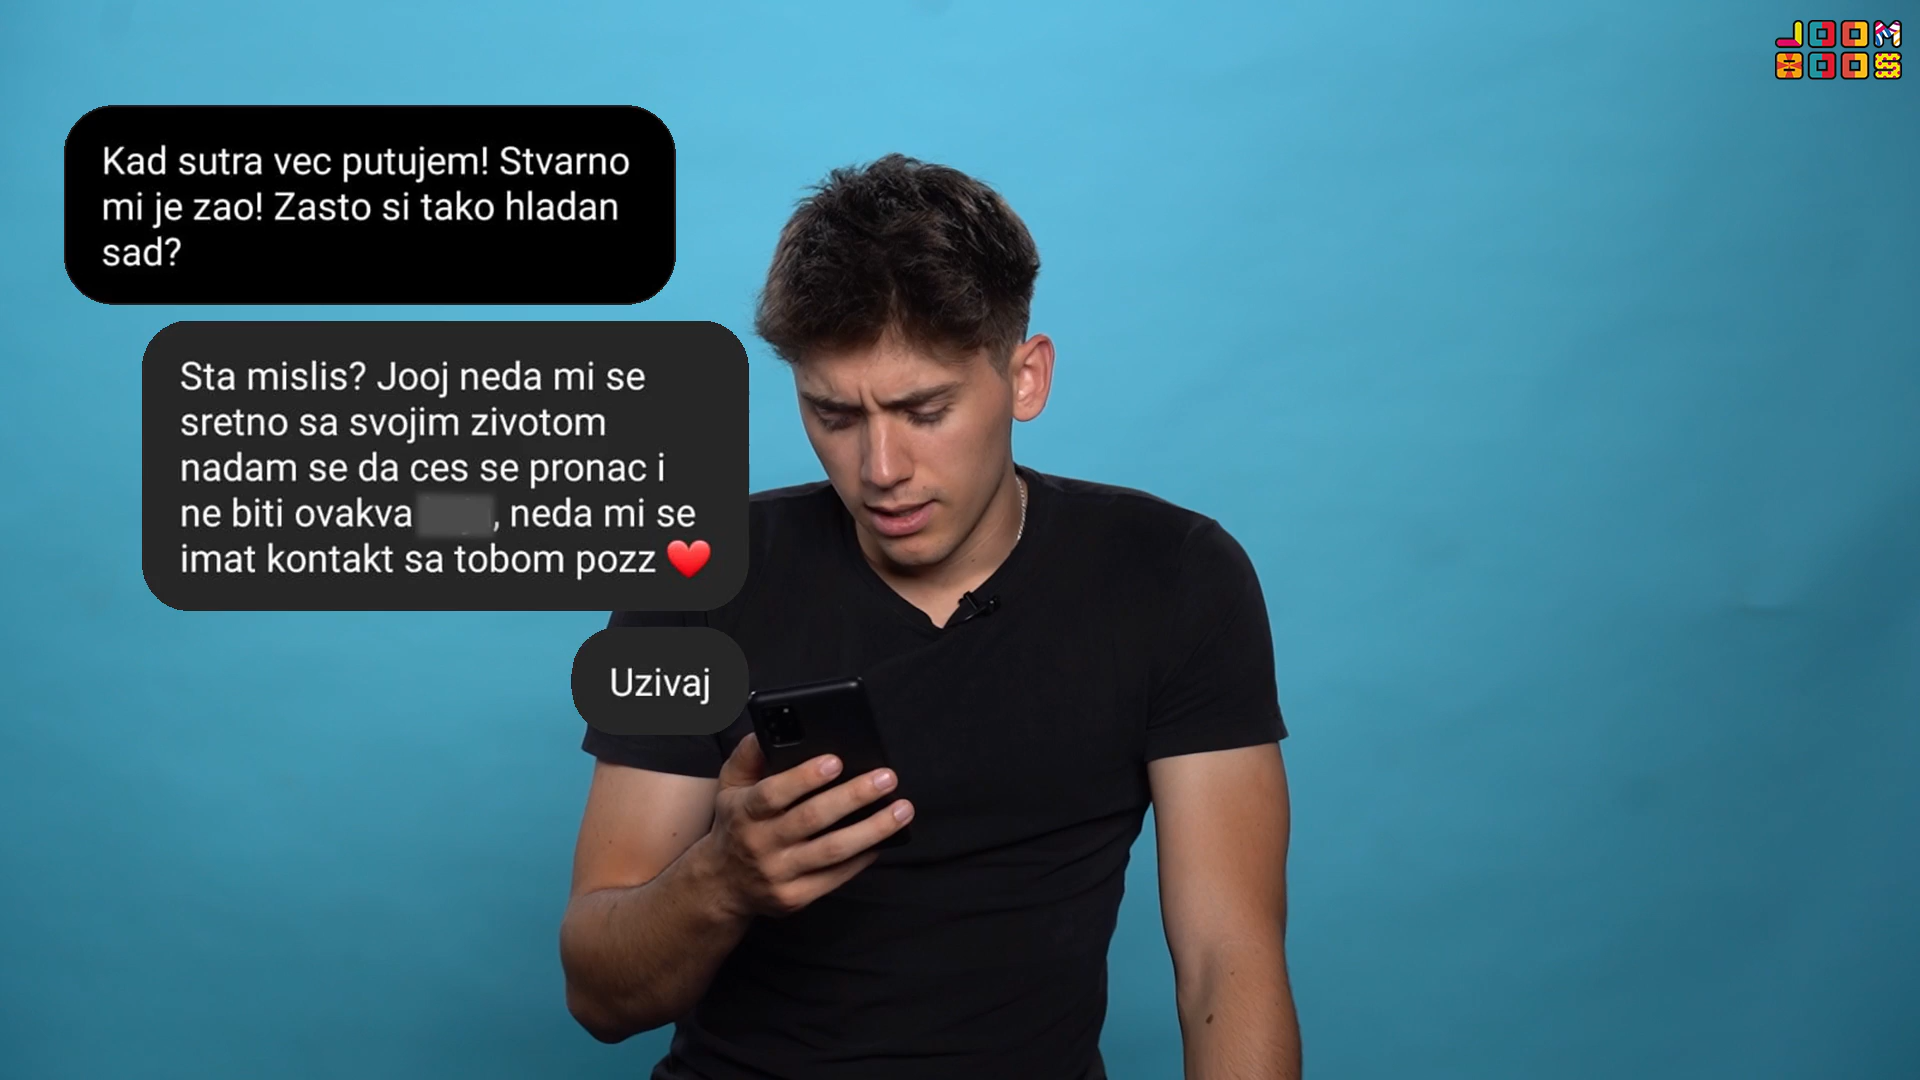 JOOM
BOOS
Kad sutra vec putujem! Stvarno
mi je zao! Zasto si tako hladan
sad?
Sta mislis? Jooj neda mi se
sretno sa svojim zivotom
nadam se da ces se pronac i
ne biti ovakva , neda mi se
imat kontakt sa tobom pozz ❤️
Uzivaj